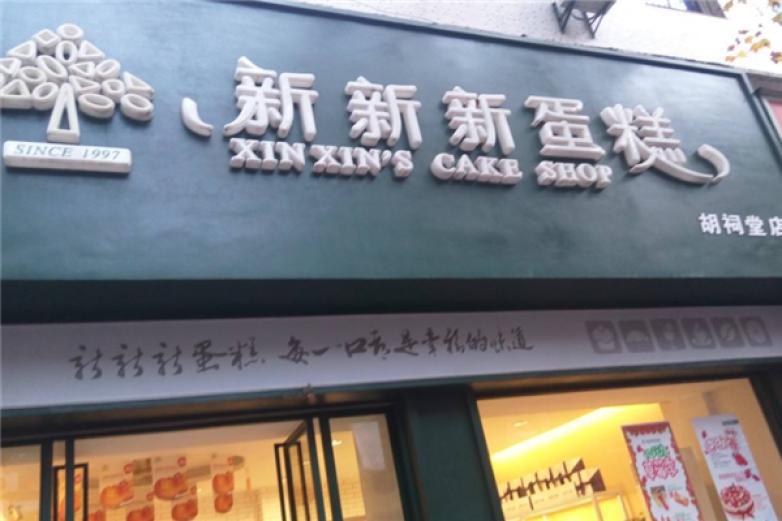 SINCE 1997
新新新蛋糕
XIN XIN'S CAKE SHOP
胡祠堂店
新新新蛋糕 每一口都是幸福的味道